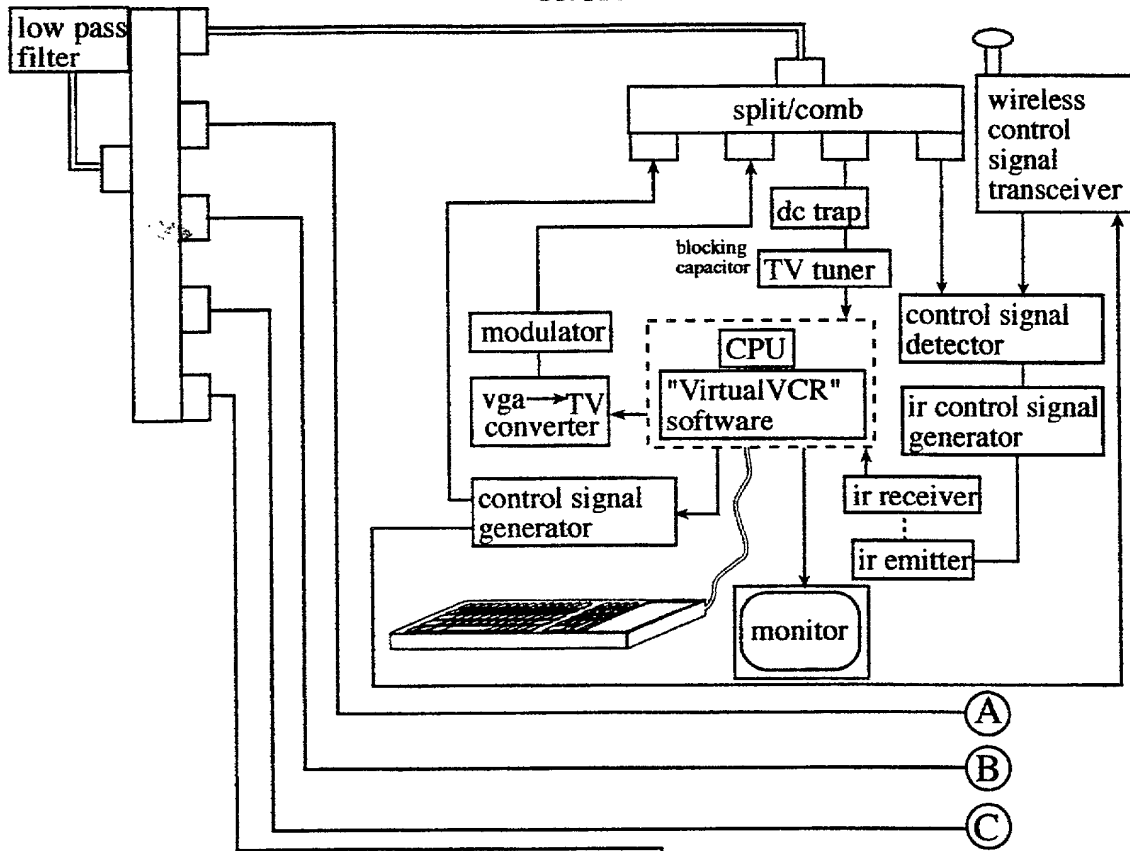 low pass
filter
split/comb
wireless
control
signal
transceiver
dc trap
blocking
capacitor
TV tuner
modulator
CPU
control signal
detector
"VirtualVCR"
software
vga→TV
converter
ir control signal
generator
control signal
generator
ir receiver
ir emitter
monitor
A
B
C